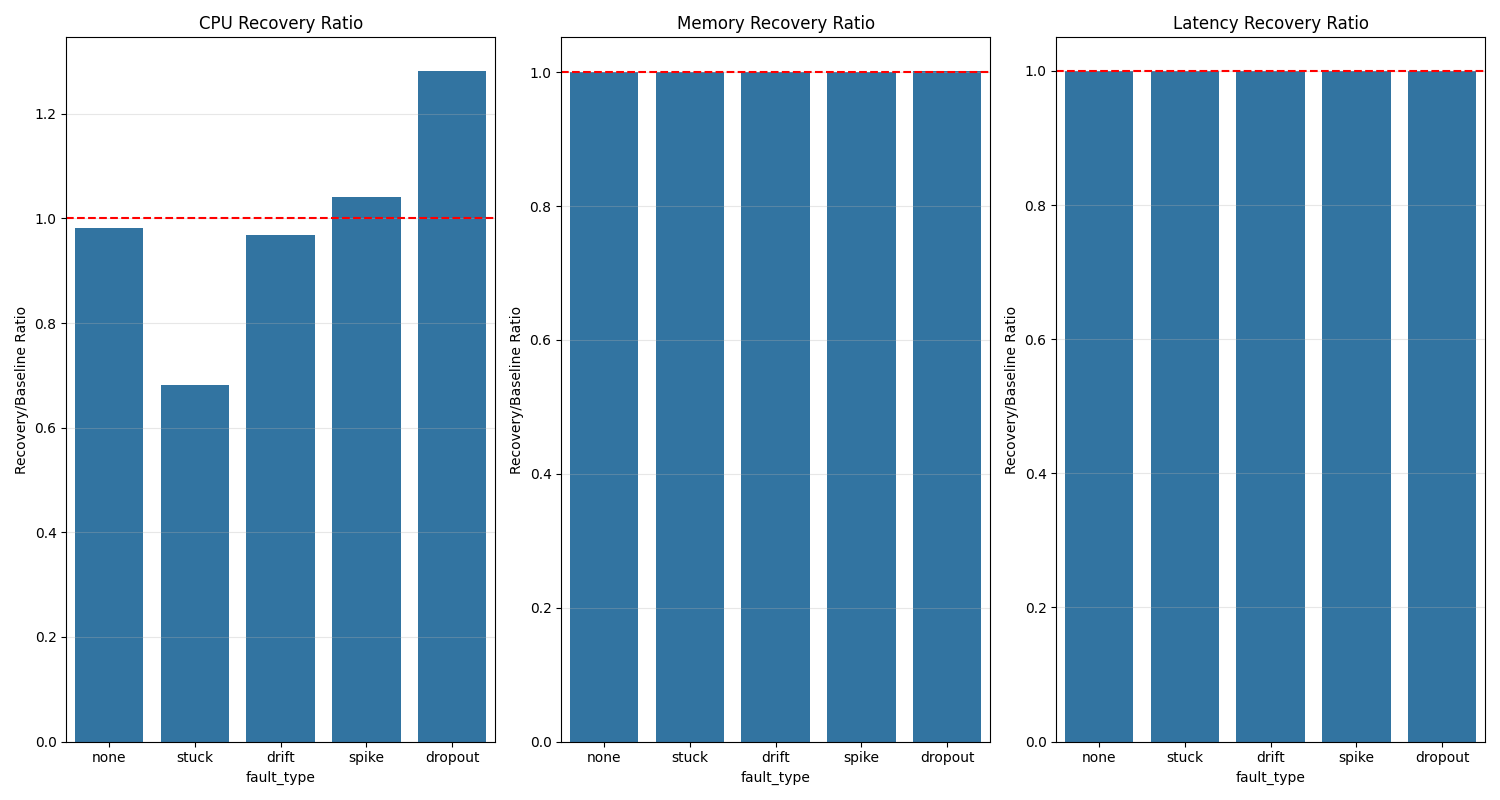 CPU Recovery Ratio
Recovery/Baseline Ratio
1.2
1.0
0.8
0.6
0.4
0.2
0.0
none stuck drift spike dropout
fault_type
Memory Recovery Ratio
Recovery/Baseline Ratio
1.0
0.8
0.6
0.4
0.2
0.0
none stuck drift spike dropout
fault_type
Latency Recovery Ratio
Recovery/Baseline Ratio
1.0
0.8
0.6
0.4
0.2
0.0
none stuck drift spike dropout
fault_type